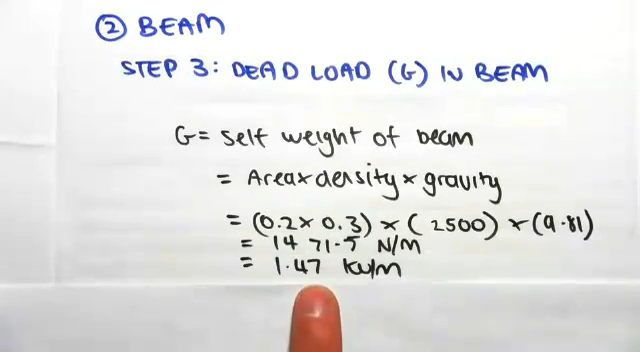 ② BEAM
STEP 3: DEAD LOAD (G) IN BEAM
G = self weight of beam
= Area x density x gravity
= (0.2 x 0.3) x (2500) x (9.81)
= 1471.5 N/M
= 1.47 KN/M